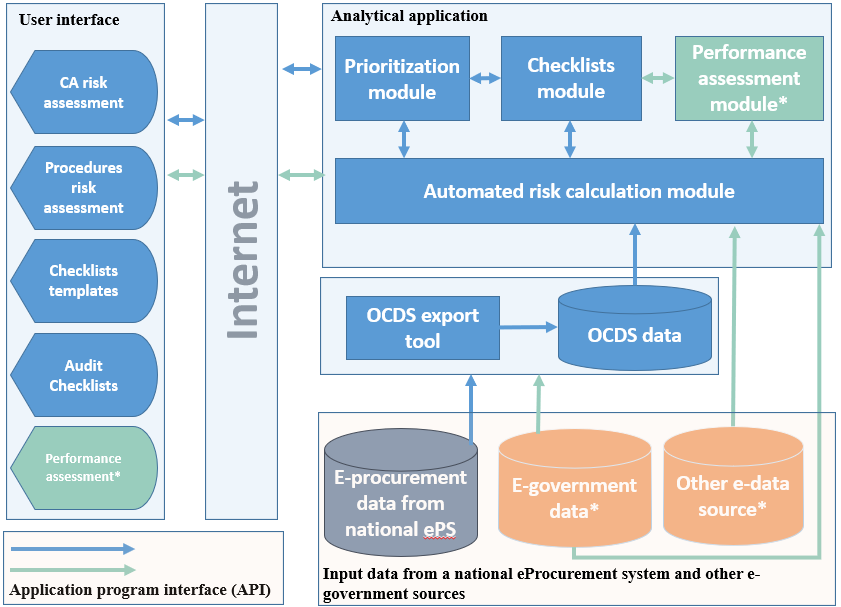 User interface
CA risk
assessment
Procedures
risk
assessment
Checklists
templates
Audit
Checklists
Performance
assessment*
Internet
Analytical application
Prioritization
module
Checklists
module
Performance
assessment
module*
Automated risk calculation module
OCDS export
tool
OCDS data
E-procurement
data from
national ePS
E-government
data*
Other e-data
source*
Input data from a national eProcurement system and other e-
government sources
Application program interface (API)